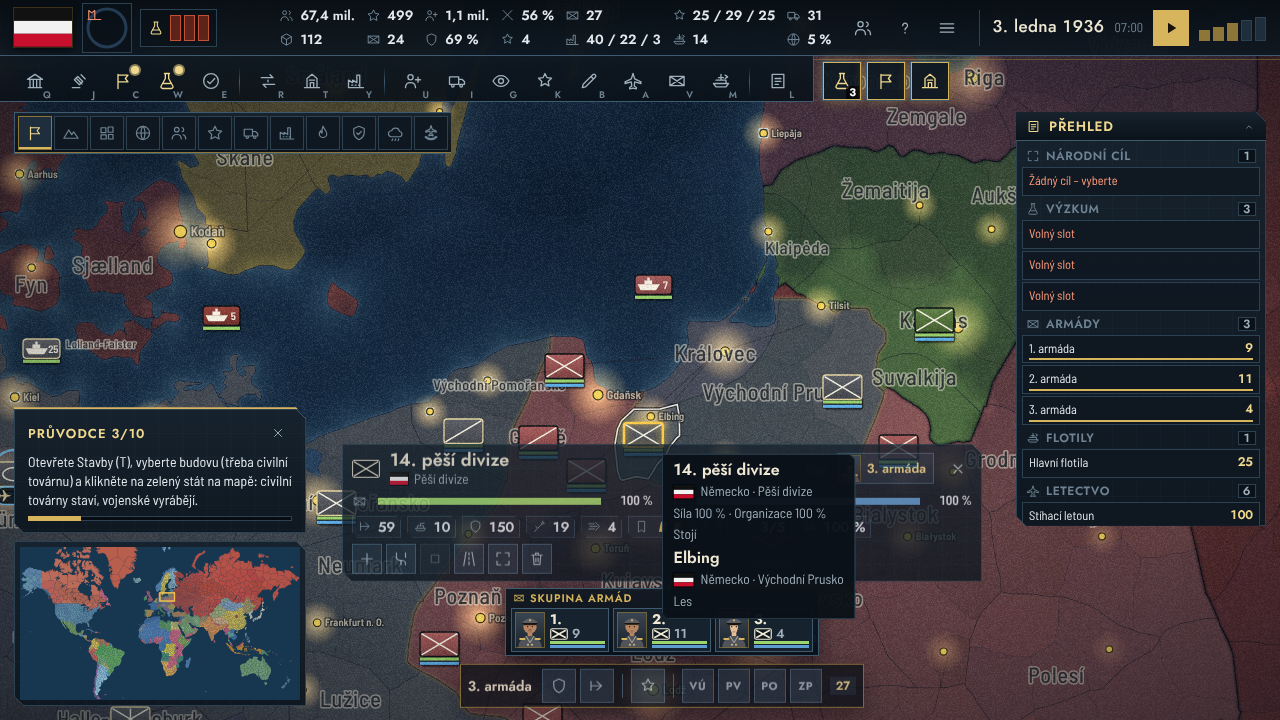 67,4 mil.
499
1,1 mil.
56 %
27
25 / 29 / 25
31
112
24
69 %
4
40 / 22 / 3
14
5 %
?
3. ledna 1936
07:00
Q
J
C
W
E
R
T
Y
U
I
G
K
B
A
V
M
L
3
Riga
Zemgale
Liepāja
Skåne
Aarhus
Kodaň
Sjælland
Fyn
5
25
Lolland-Falster
Kiel
7
Žemaitija
Klaipėda
Tilsit
Suvalkija
Královec
Východní Pomořansko
Gdaňsk
Elbing
PŘEHLED
NÁRODNÍ CÍL
1
Žádný cíl – vyberte
VÝZKUM
3
Volný slot
Volný slot
Volný slot
ARMÁDY
3
1. armáda
9
2. armáda
11
3. armáda
4
FLOTILY
1
Hlavní flotila
25
LETECTVO
6
Stíhací letoun
100
PRŮVODCE 3/10
Otevřete Stavby (T), vyberte budovu (třeba civilní
továrnu) a klikněte na zelený stát na mapě: civilní
továrny staví, vojenské vyrábějí.
14. pěší divize
Pěší divize
3. armáda
100 %
100 %
59
10
150
19
4
14. pěší divize
Německo · Pěší divize
Síla 100 % · Organizace 100 %
Stojí
Elbing
Německo · Východní Prusko
Les
Toruń
Białystok
Bialystok
Poznaň
Frankfurt n. O.
Lužice
Polesí
SKUPINA ARMÁD
1.
9
2.
11
3.
4
3. armáda
VÚ
PV
PO
ZP
27